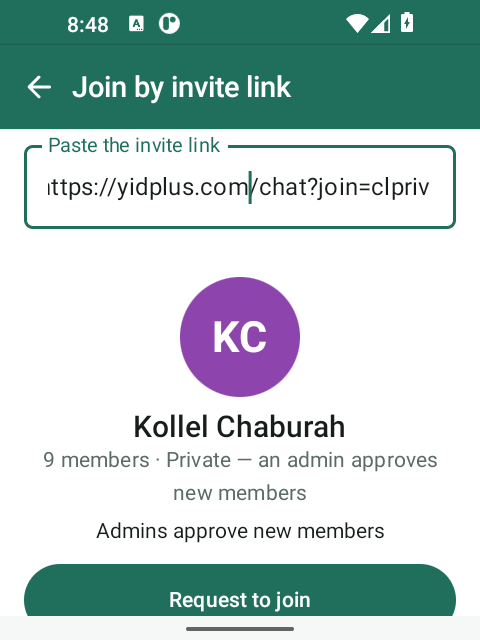 8:48
Join by invite link
Paste the invite link
https://yidplus.com/chat?join=clpriv
KC
Kollel Chaburah
9 members · Private — an admin approves
new members
Admins approve new members
Request to join